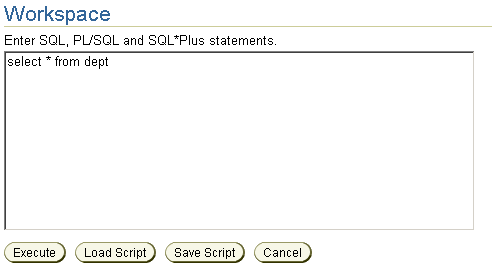 Workspace
Enter SQL, PL/SQL and SQL*Plus statements.
select * from dept
Execute Load Script Save Script Cancel